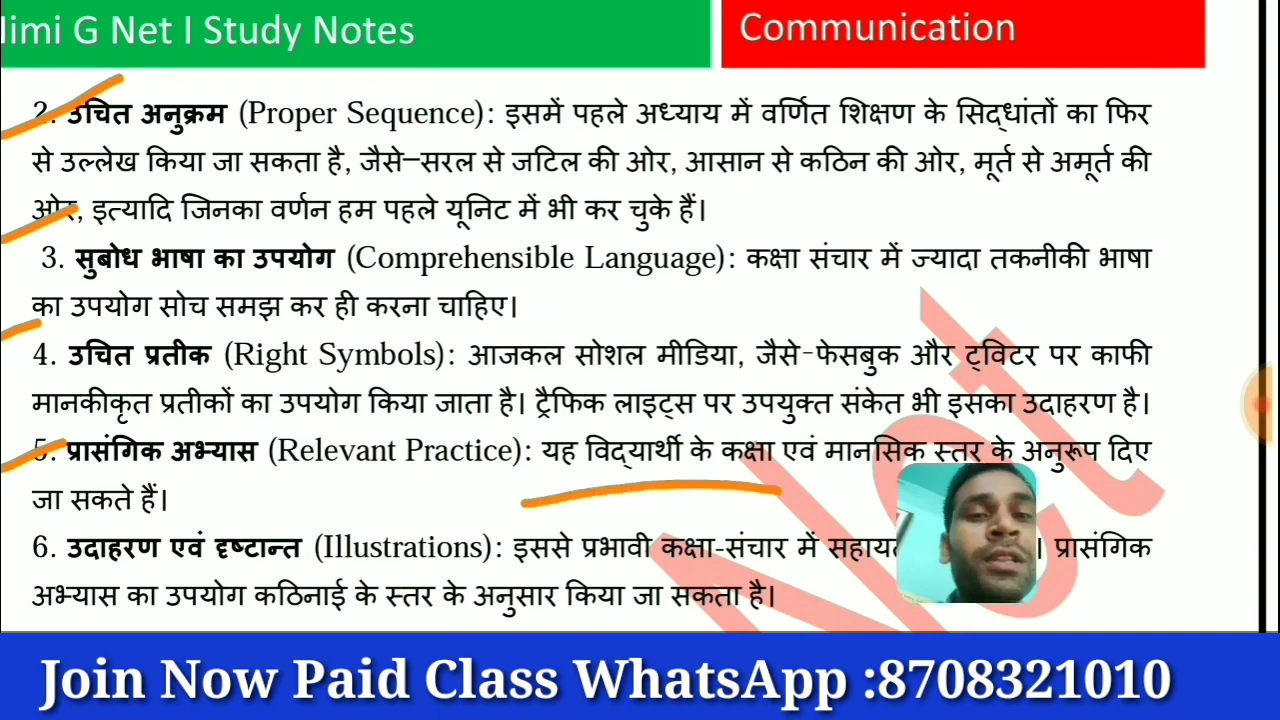 Nimi G Net I Study Notes
Communication
2. उचित अनुक्रम (Proper Sequence): इसमें पहले अध्याय में वर्णित शिक्षण के सिद्धांतों का फिर
से उल्लेख किया जा सकता है, जैसे–सरल से जटिल की ओर, आसान से कठिन की ओर, मूर्त से अमूर्त की
ओर, इत्यादि जिनका वर्णन हम पहले यूनिट में भी कर चुके हैं।
3. सुबोध भाषा का उपयोग (Comprehensible Language): कक्षा संचार में ज्यादा तकनीकी भाषा
का उपयोग सोच समझ कर ही करना चाहिए।
4. उचित प्रतीक (Right Symbols): आजकल सोशल मीडिया, जैसे-फेसबुक और ट्विटर पर काफी
मानकीकृत प्रतीकों का उपयोग किया जाता है। ट्रैफिक लाइट्स पर उपयुक्त संकेत भी इसका उदाहरण है।
5. प्रासंगिक अभ्यास (Relevant Practice): यह विद्यार्थी के कक्षा एवं मानसिक स्तर के अनुरूप दिए
जा सकते हैं।
6. उदाहरण एवं दृष्टान्त (Illustrations): इससे प्रभावी कक्षा-संचार में । प्रासंगिक
अभ्यास का उपयोग कठिनाई के स्तर के अनुसार किया जा सकता है।
Net
Join Now Paid Class WhatsApp :8708321010